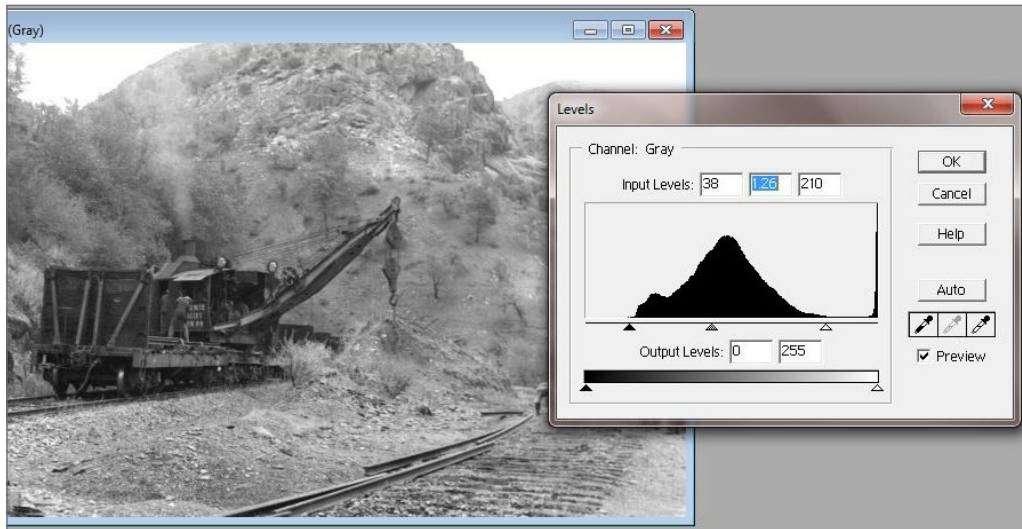 (Gray)
Levels
Channel: Gray
Input Levels: 38 1.26 210
Output Levels: 0 255
OK
Cancel
Help
Auto
Preview